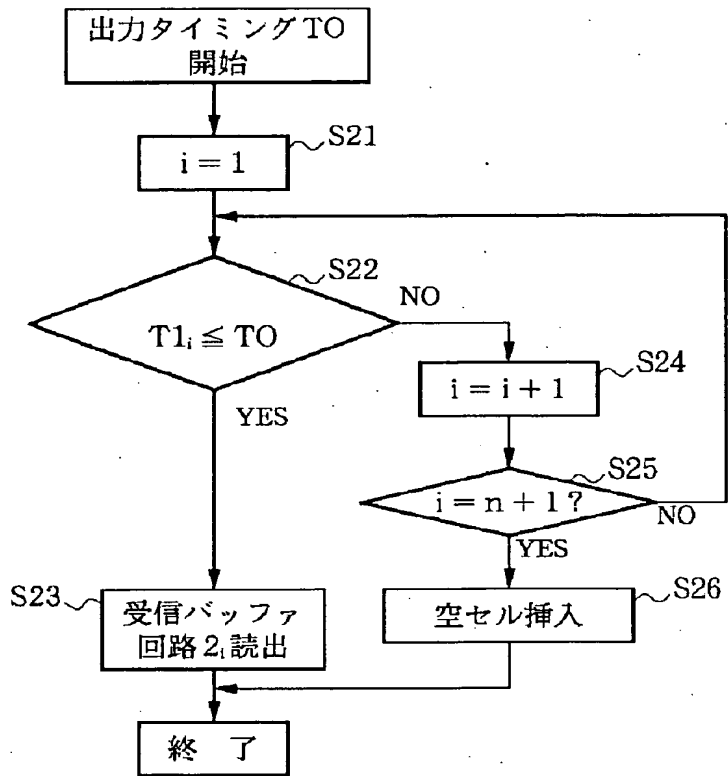 出力タイミングTO
開始
S21
i = 1
S22
NO
T1ᵢ ≦ TO
S24
i = i + 1
YES
S25
i = n + 1 ?
NO
YES
S23
受信バッファ
回路2ᵢ読出
S26
空セル挿入
終 了